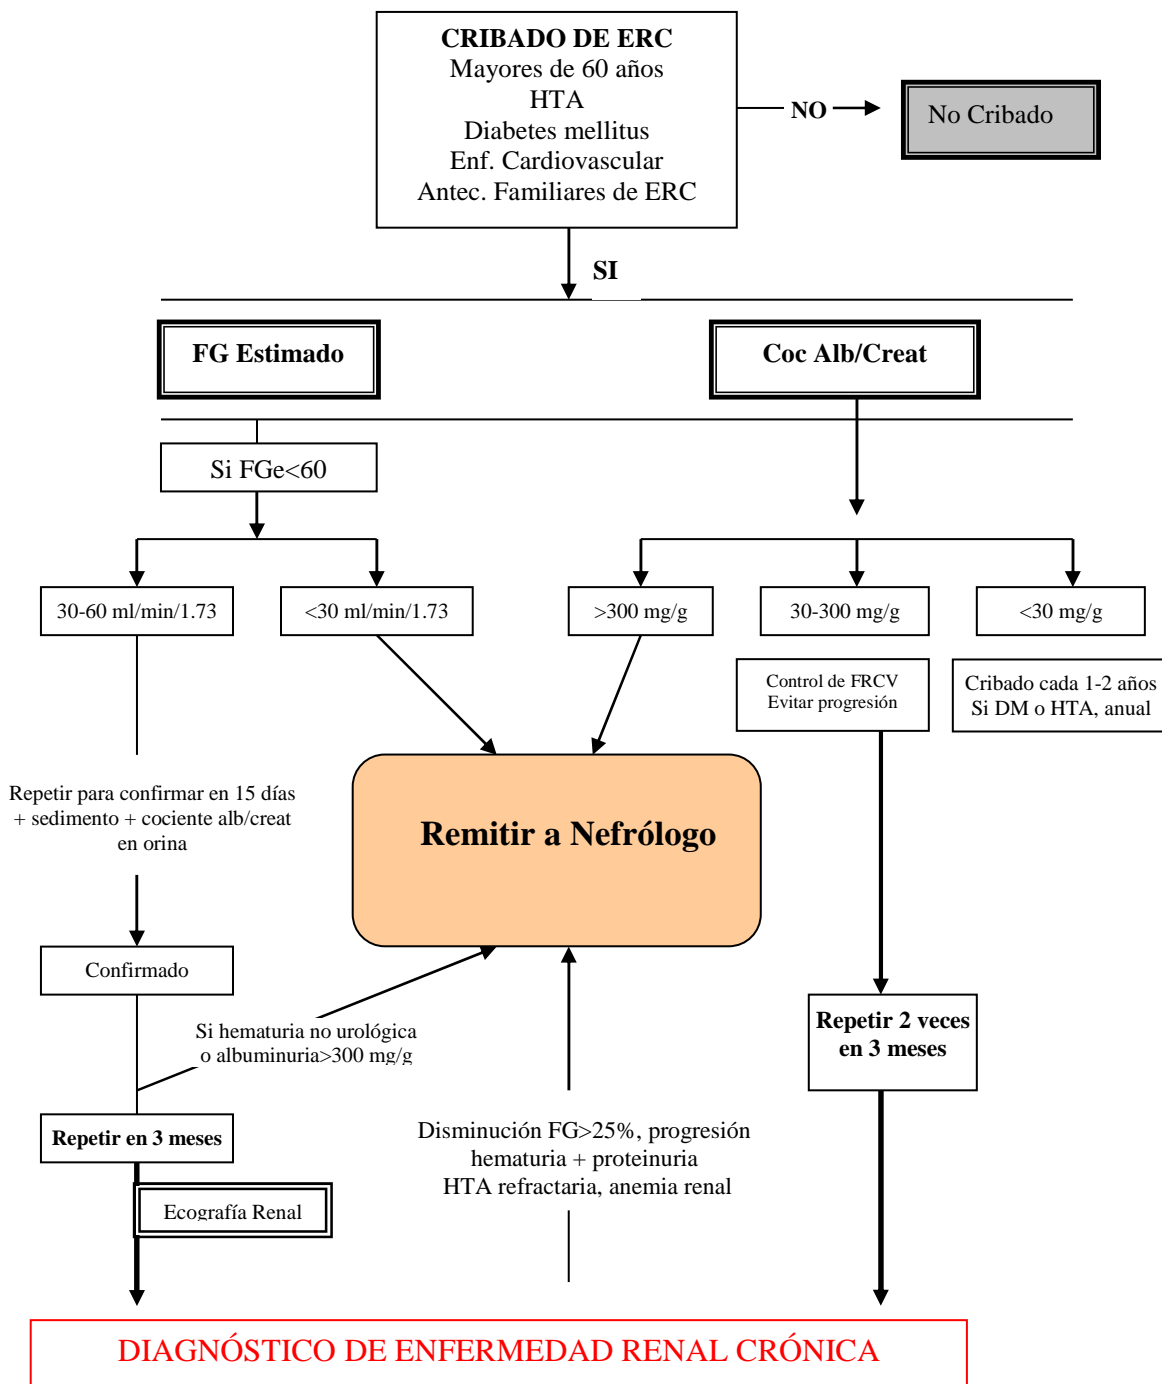 CRIBADO DE ERC
Mayores de 60 años
HTA
Diabetes mellitus
Enf. Cardiovascular
Antec. Familiares de ERC
NO
No Cribado
SI
FG Estimado
Coc Alb/Creat
Si FGe<60
30-60 ml/min/1.73
<30 ml/min/1.73
>300 mg/g
30-300 mg/g
<30 mg/g
Control de FRCV
Evitar progresión
Cribado cada 1-2 años
Si DM o HTA, anual
Repetir para confirmar en 15 días
+ sedimento + cociente alb/creat
en orina
Remitir a Nefrólogo
Confirmado
Si hematuria no urológica
o albuminuria>300 mg/g
Repetir 2 veces
en 3 meses
Repetir en 3 meses
Disminución FG>25%, progresión
hematuria + proteinuria
HTA refractaria, anemia renal
Ecografía Renal
DIAGNÓSTICO DE ENFERMEDAD RENAL CRÓNICA